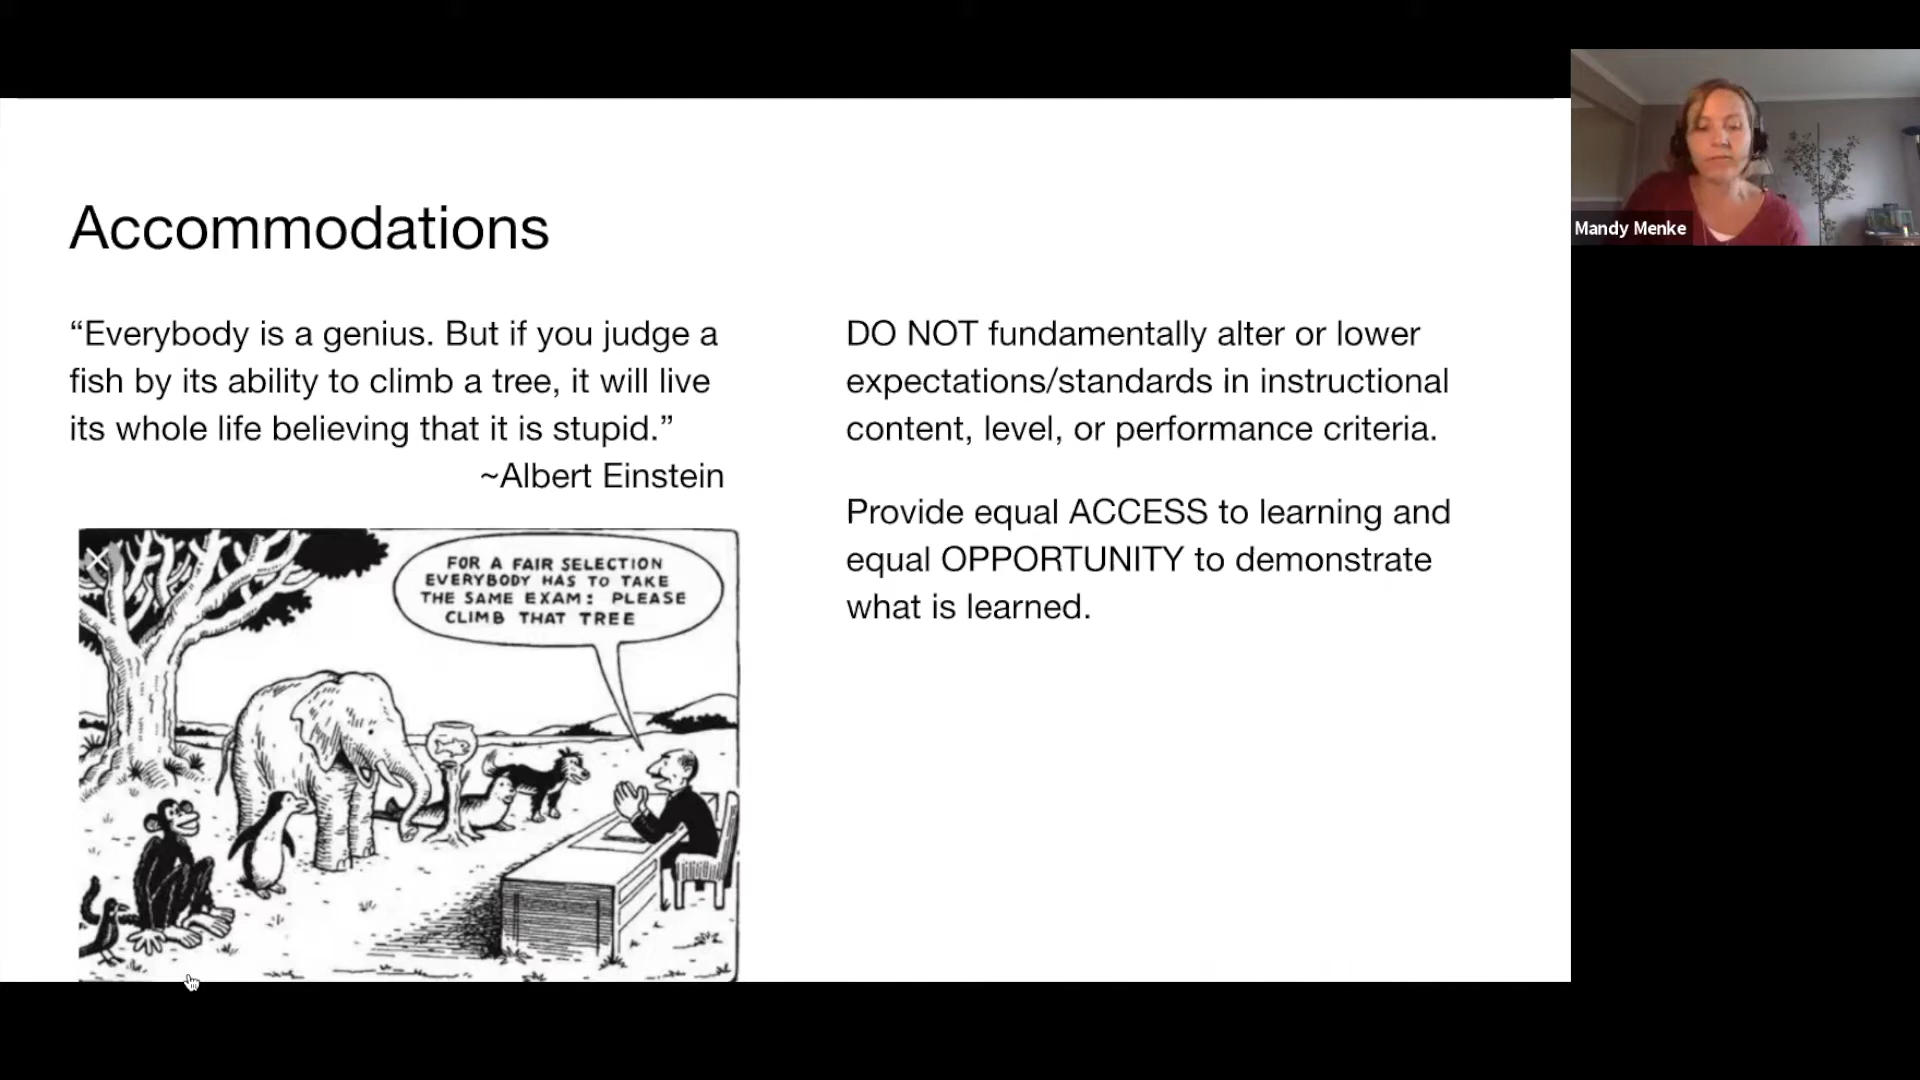 Accommodations
“Everybody is a genius. But if you judge a
fish by its ability to climb a tree, it will live
its whole life believing that it is stupid.”
~Albert Einstein
FOR A FAIR SELECTION
EVERYBODY HAS TO TAKE
THE SAME EXAM: PLEASE
CLIMB THAT TREE
DO NOT fundamentally alter or lower
expectations/standards in instructional
content, level, or performance criteria.
Provide equal ACCESS to learning and
equal OPPORTUNITY to demonstrate
what is learned.
Mandy Menke